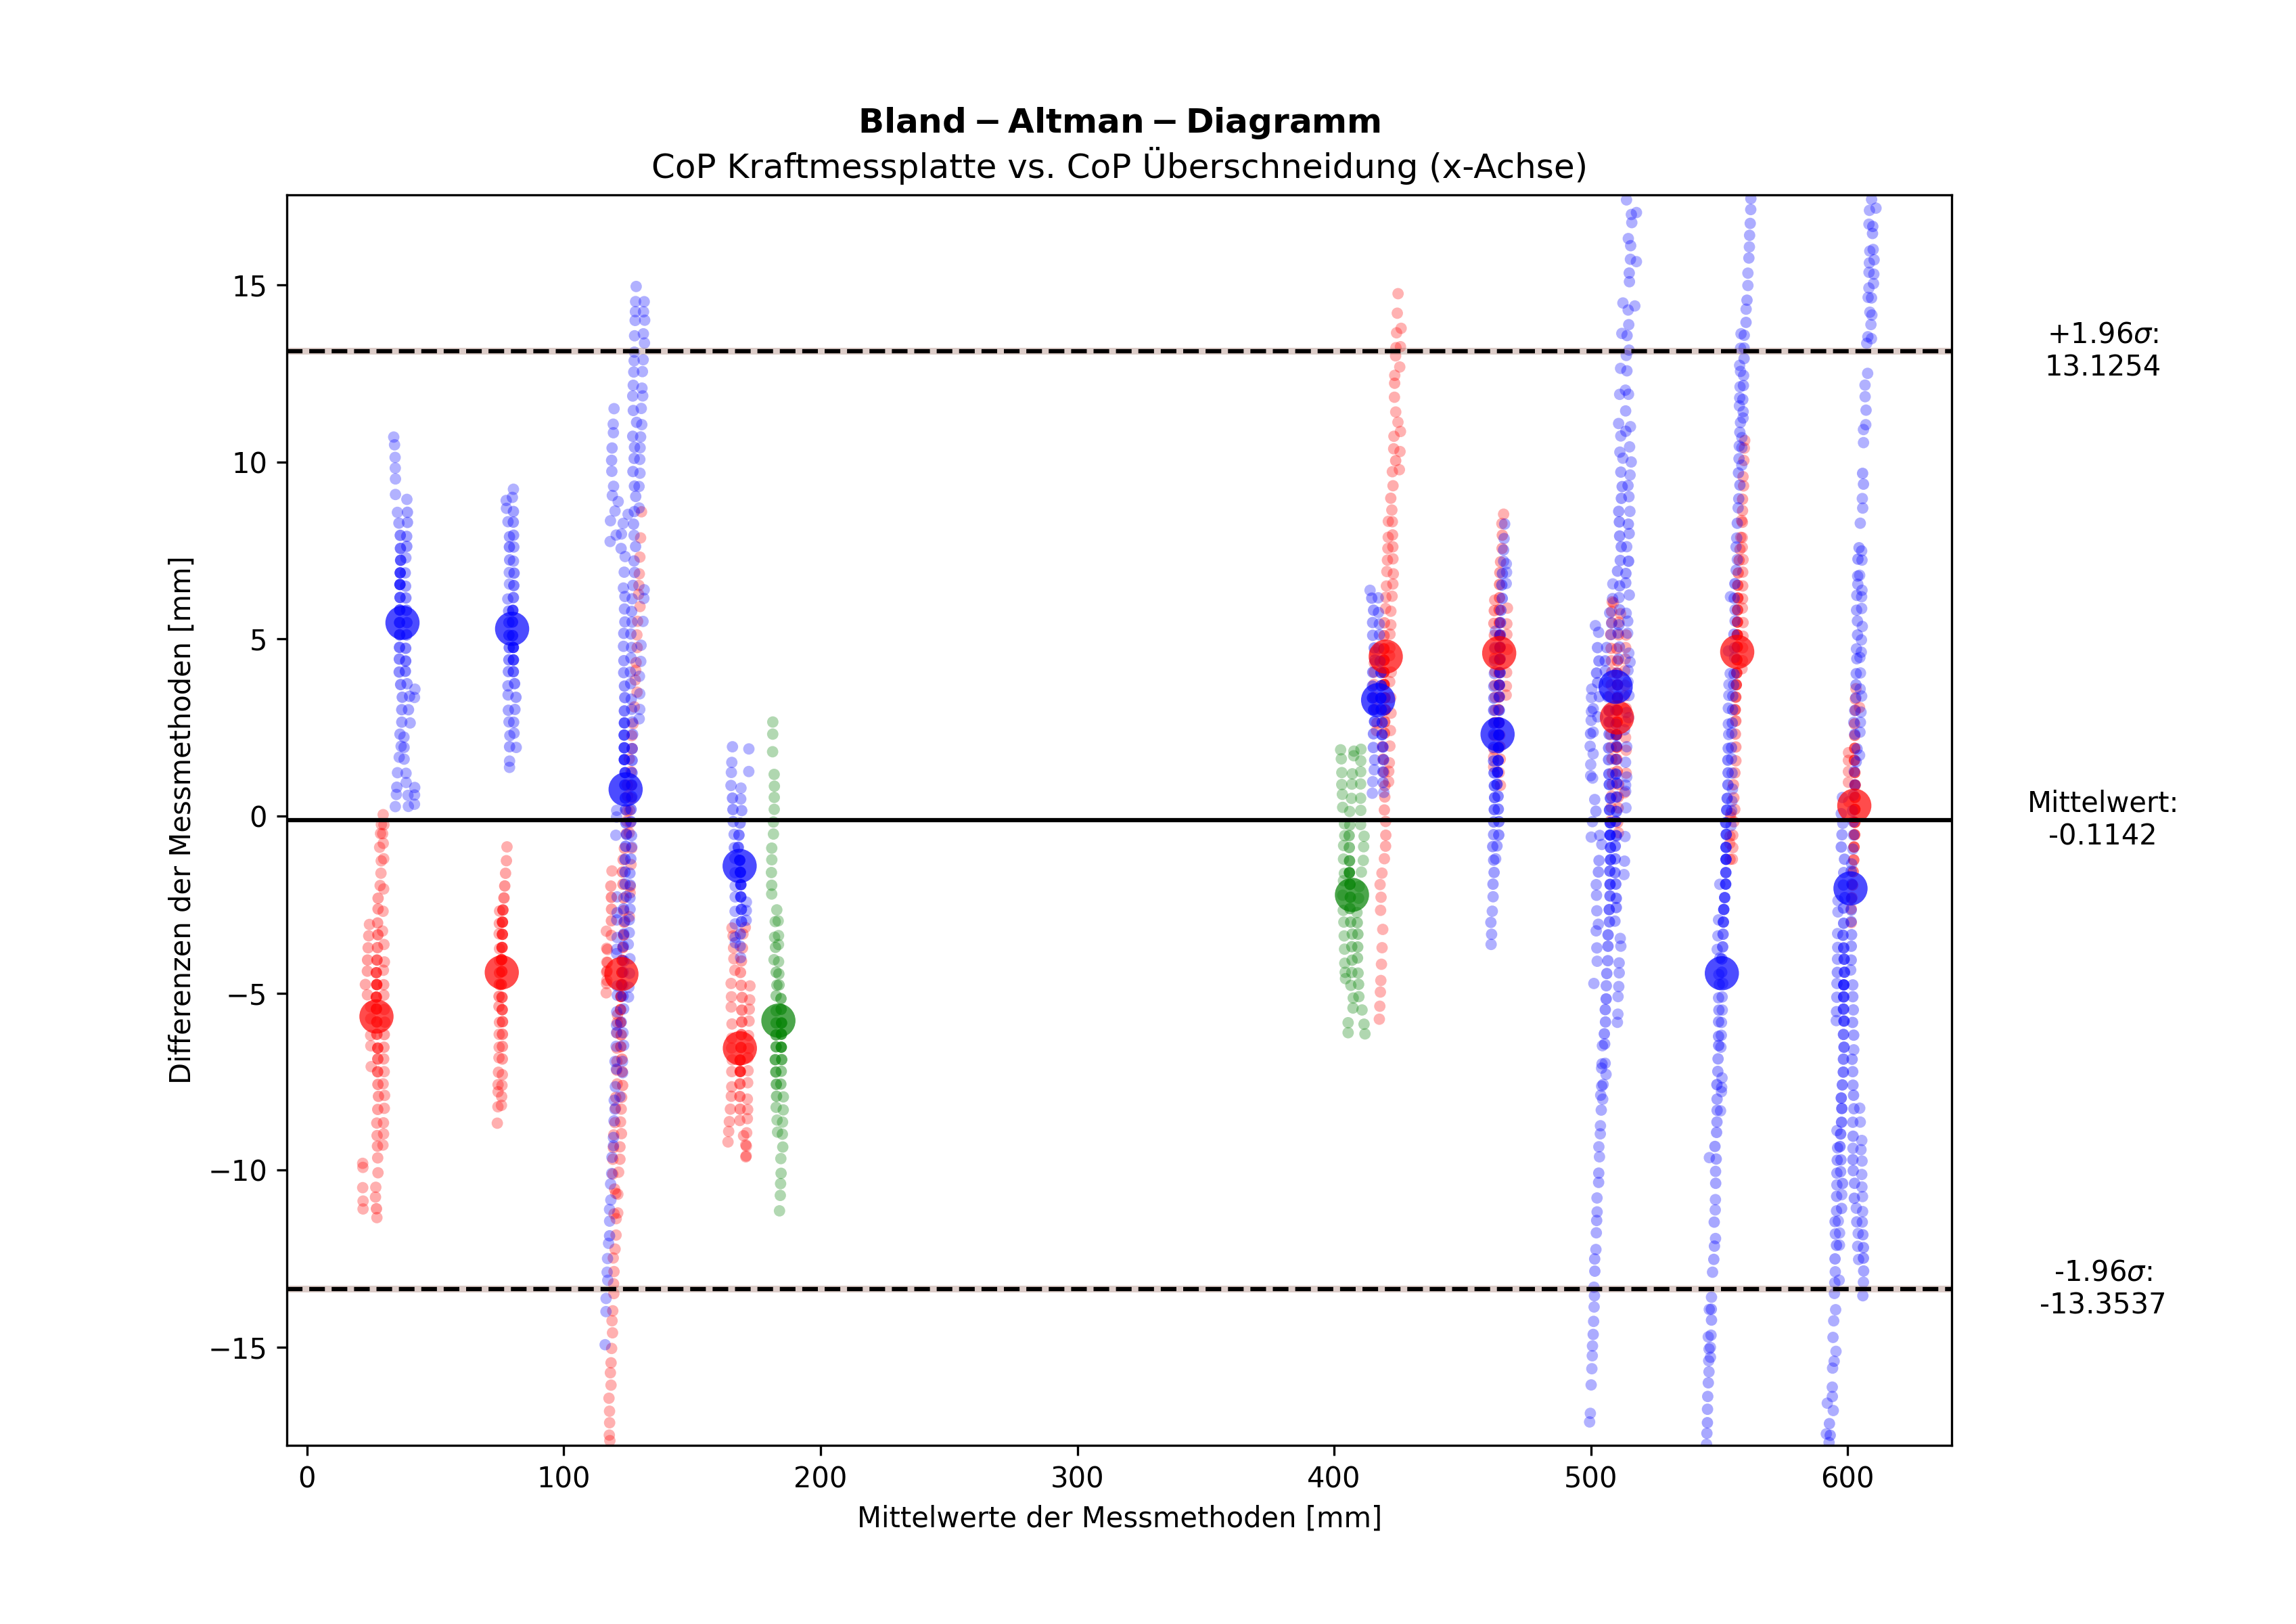 Bland − Altman − Diagramm
CoP Kraftmessplatte vs. CoP Überschneidung (x-Achse)
Differenzen der Messmethoden [mm]
15
10
5
0
−5
−10
−15
+1.96σ:
13.1254
Mittelwert:
-0.1142
-1.96σ:
-13.3537
0 100 200 300 400 500 600
Mittelwerte der Messmethoden [mm]